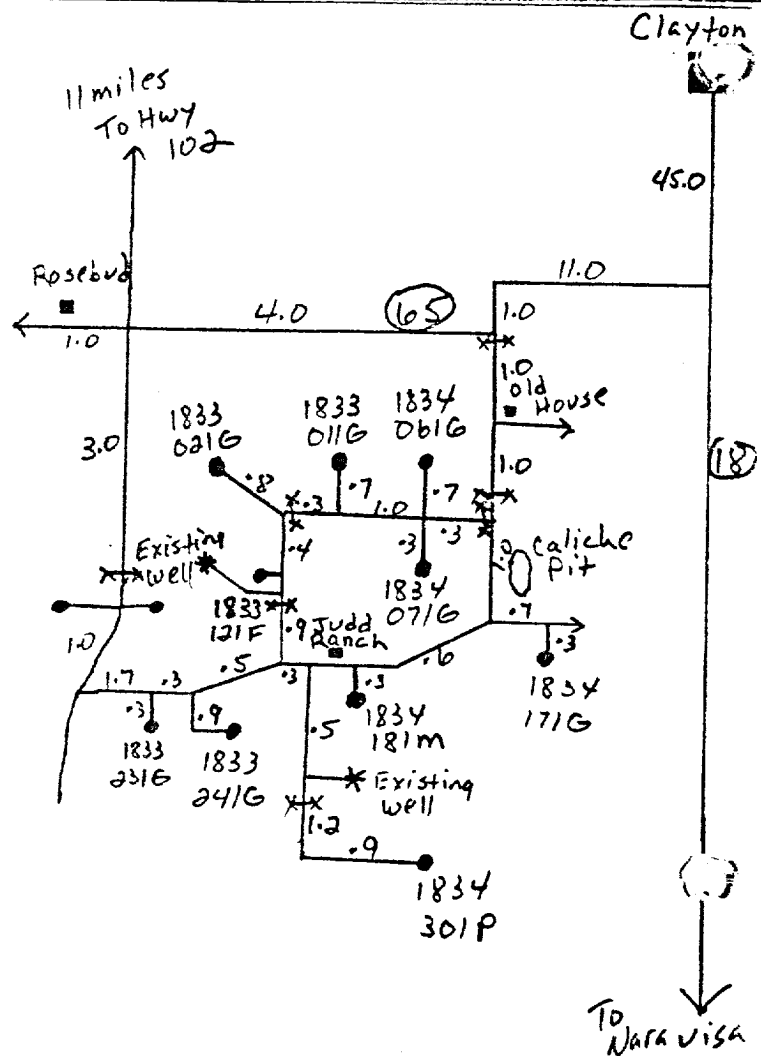 Clayton
11 miles
To Hwy
102
45.0
Rosebud
11.0
4.0
65
1.0
1.0
1.0
old
House
3.0
1833
021G
1833
011G
1834
061G
18
.8
.3
.7
1.0
.7
1.0
.3
.3
.4
Existing
well
1.0
Caliche
Pit
1833
121F
1834
071G
.9
Judd
Ranch
.7
.6
.3
1.0
1.7
.3
.5
.3
.3
1834
171G
.3
.9
.5
1834
181M
1833
231G
1833
241G
Existing
well
1.2
.9
1834
301P
To
Nara visa